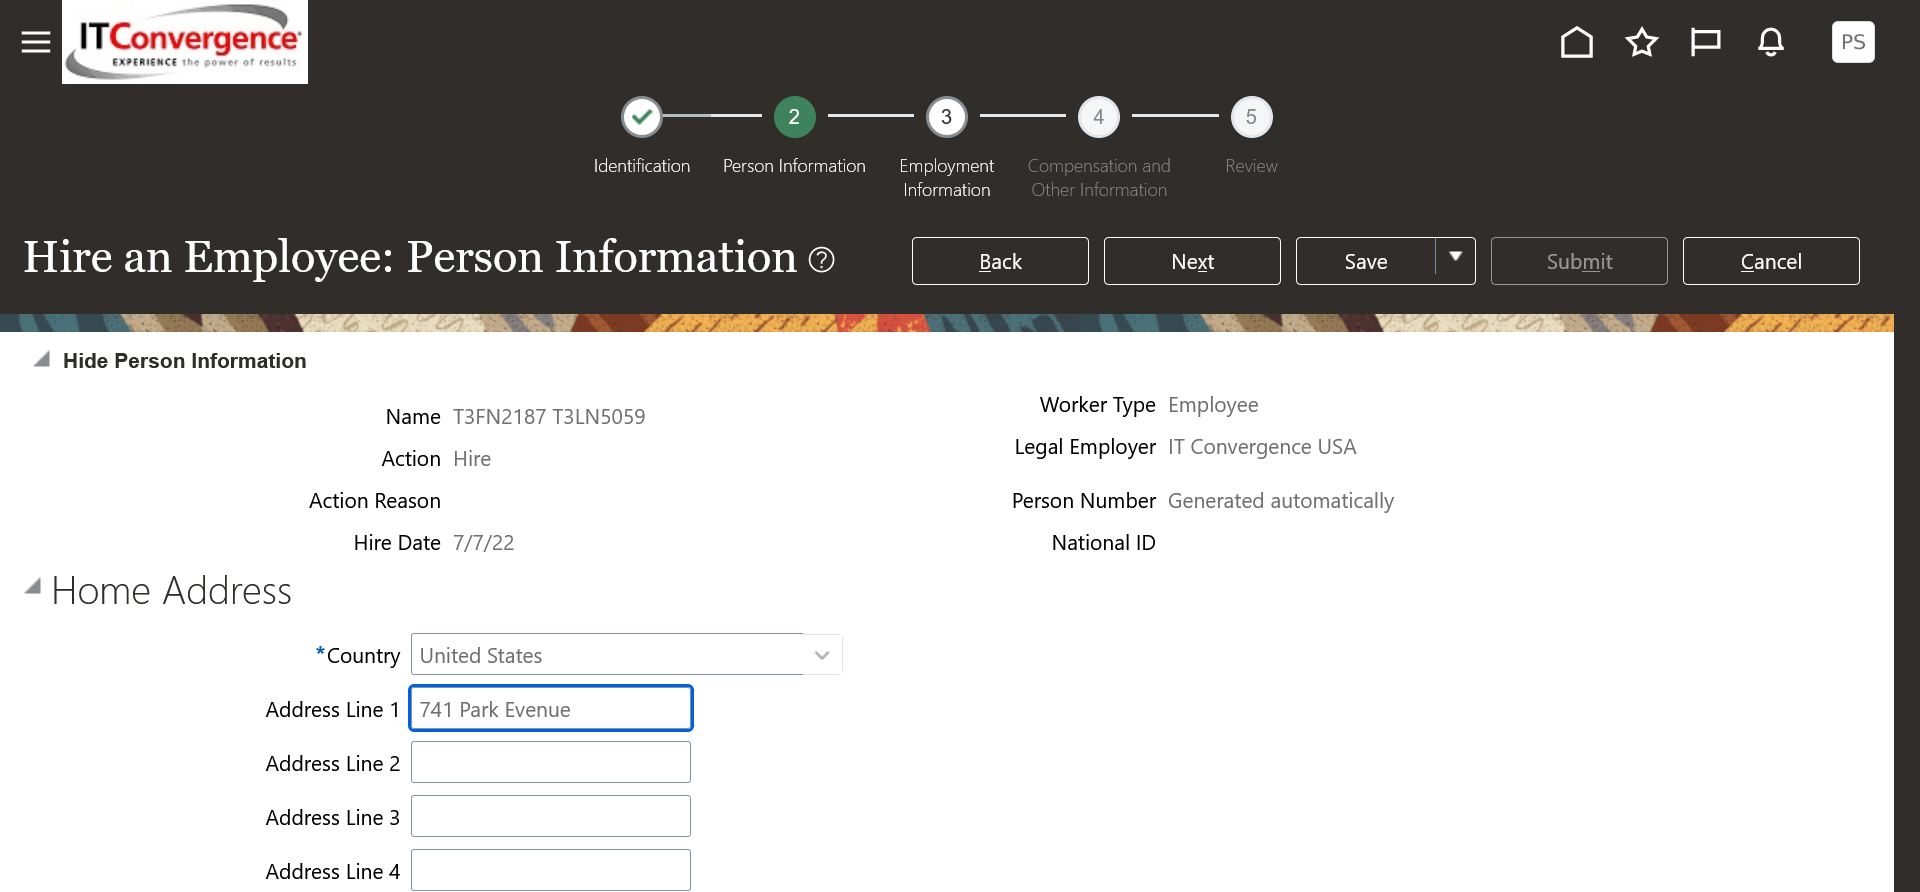 ITConvergence
EXPERIENCE the power of results
PS
2
3
4
5
Identification
Person Information
Employment
Information
Compensation and
Other Information
Review
Hire an Employee: Person Information ?
Back
Next
Save
Submit
Cancel
Hide Person Information
Name T3FN2187 T3LN5059
Action Hire
Action Reason
Hire Date 7/7/22
Worker Type Employee
Legal Employer IT Convergence USA
Person Number Generated automatically
National ID
Home Address
*Country United States
Address Line 1 741 Park Evenue
Address Line 2
Address Line 3
Address Line 4